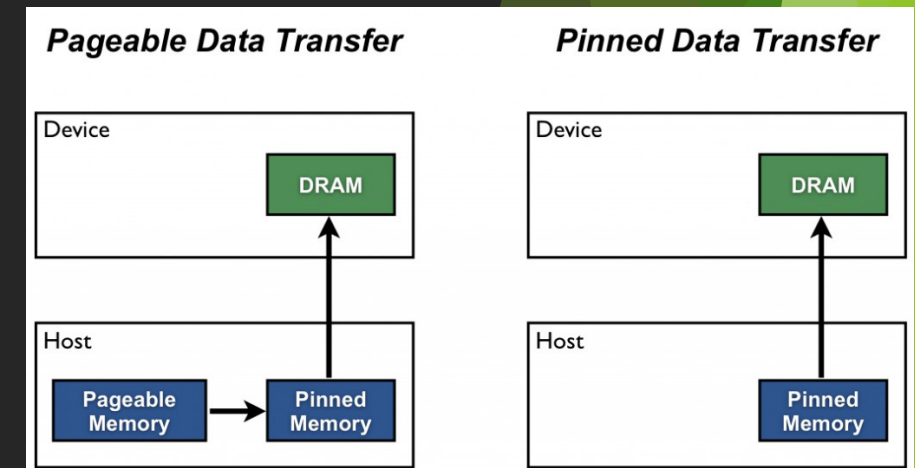 Pageable Data Transfer
Device
DRAM
Host
Pageable
Memory
Pinned
Memory
Pinned Data Transfer
Device
DRAM
Host
Pinned
Memory